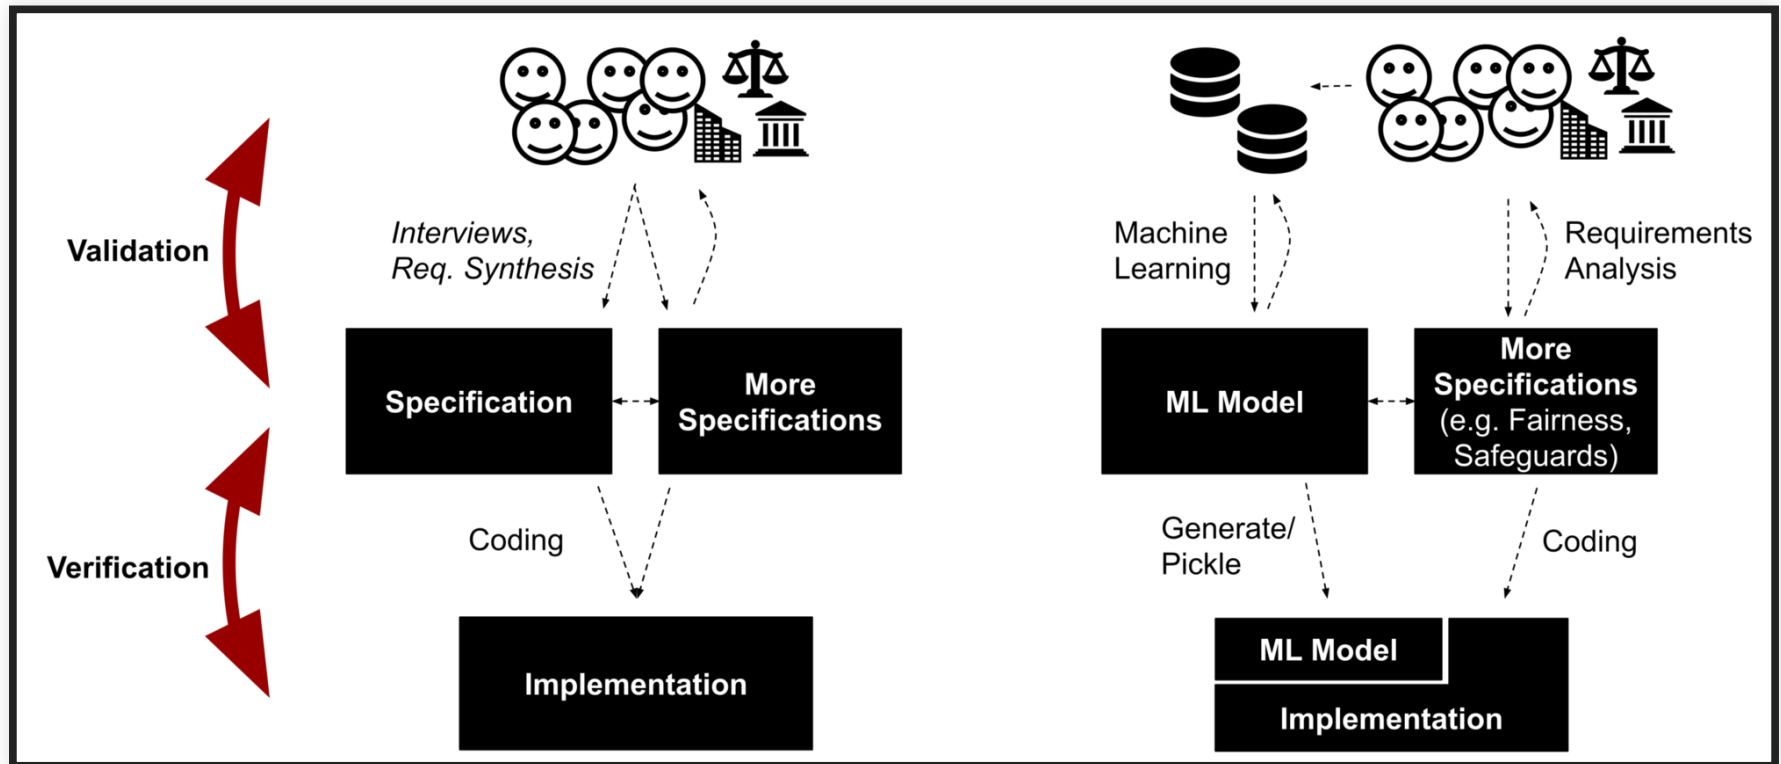 Validation
Interviews,
Req. Synthesis
Specification
More
Specifications
Coding
Verification
Implementation
Machine
Learning
Requirements
Analysis
ML Model
More
Specifications
(e.g. Fairness,
Safeguards)
Generate/
Pickle
Coding
ML Model
Implementation